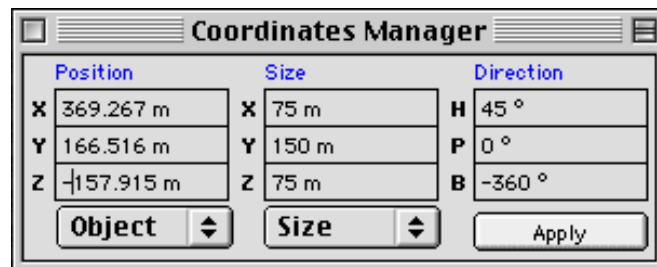 Coordinates Manager
Position Size Direction
X 369.267 m X 75 m H 45 °
Y 166.516 m Y 150 m P 0 °
Z -157.915 m Z 75 m B -360 °
Object Size Apply